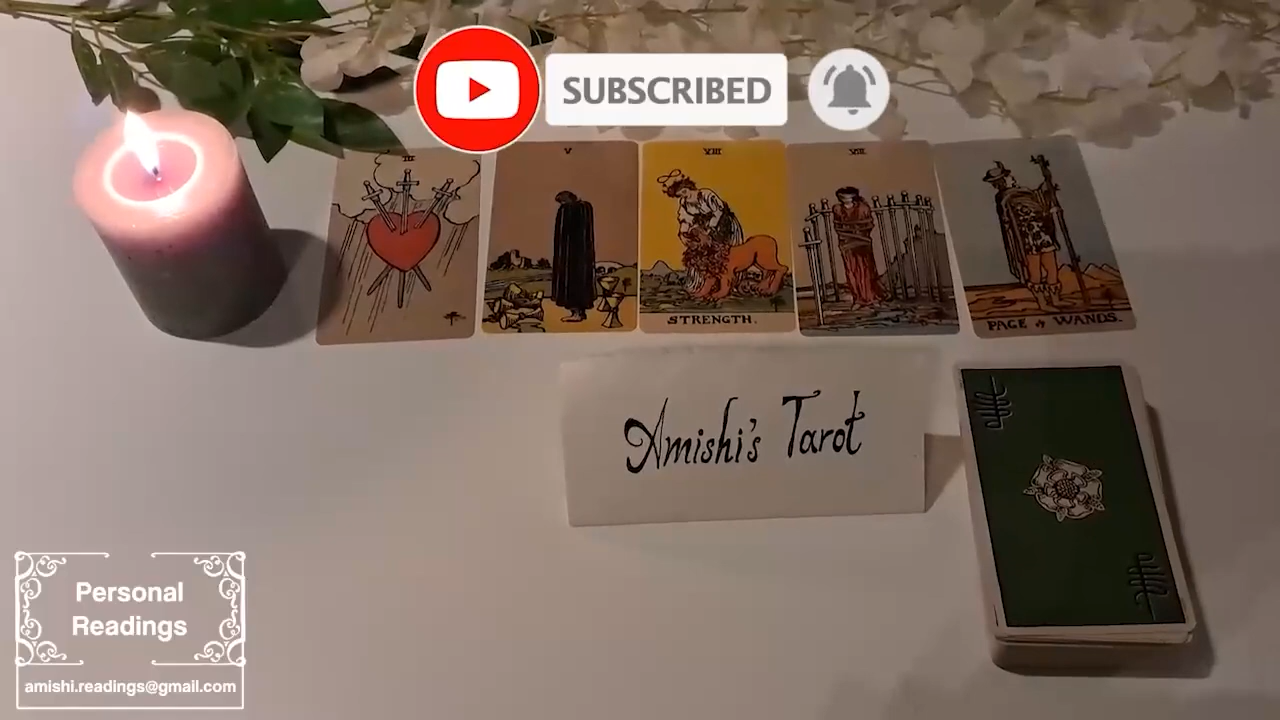 SUBSCRIBED
III
V
VIII
VIII
STRENGTH.
PAGE of WANDS.
Amishi's Tarot
Personal
Readings
amishi.readings@gmail.com